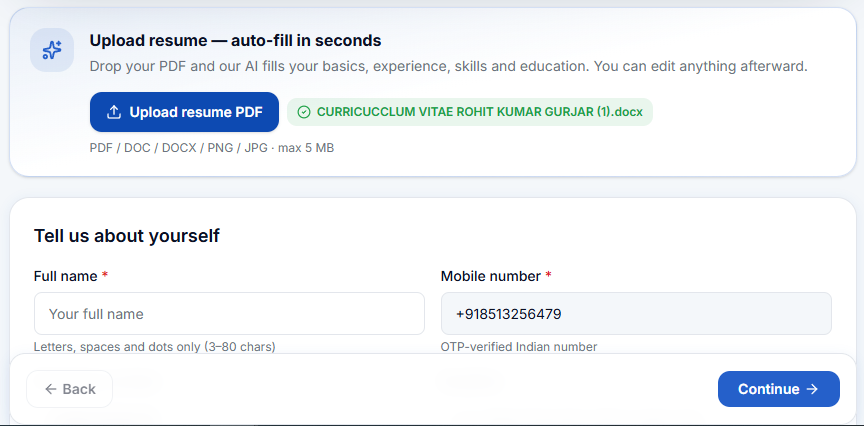 Upload resume — auto-fill in seconds
Drop your PDF and our AI fills your basics, experience, skills and education. You can edit anything afterward.
Upload resume PDF
CURRICUCCLUM VITAE ROHIT KUMAR GURJAR (1).docx
PDF / DOC / DOCX / PNG / JPG · max 5 MB
Tell us about yourself
Full name *
Mobile number *
Your full name
+918513256479
Letters, spaces and dots only (3–80 chars)
OTP-verified Indian number
← Back
Continue →